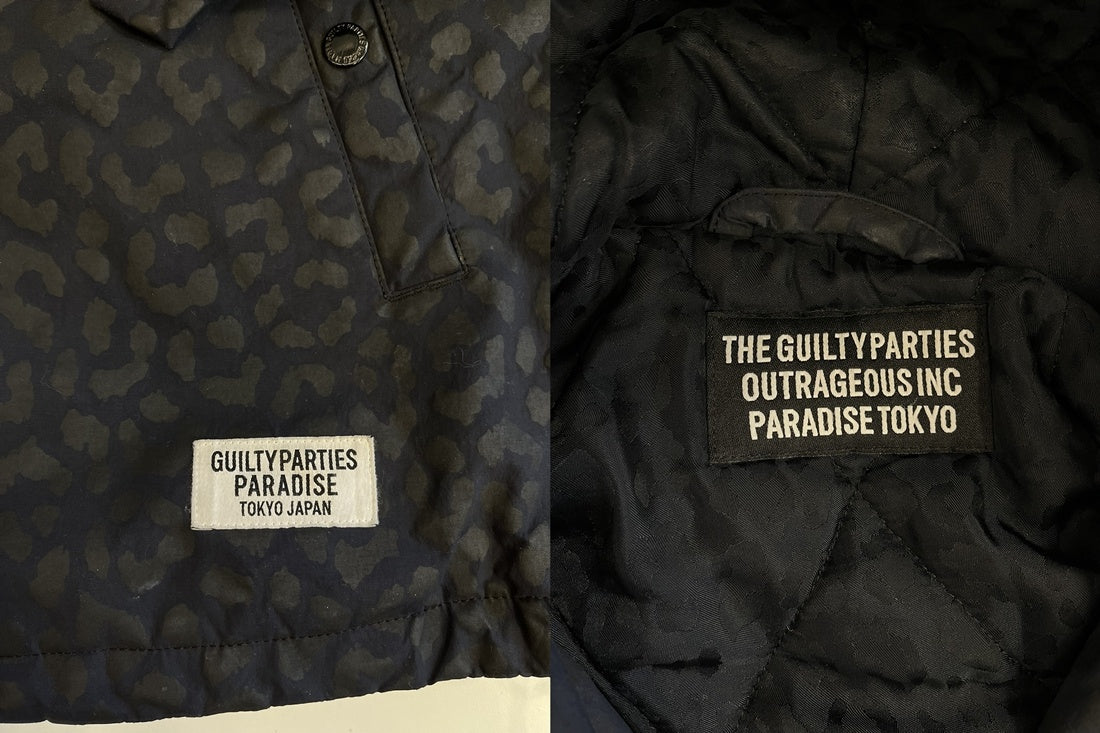 GUILTYPARTIES
PARADISE
TOKYO JAPAN
THE GUILTYPARTIES
OUTRAGEOUS INC
PARADISE TOKYO